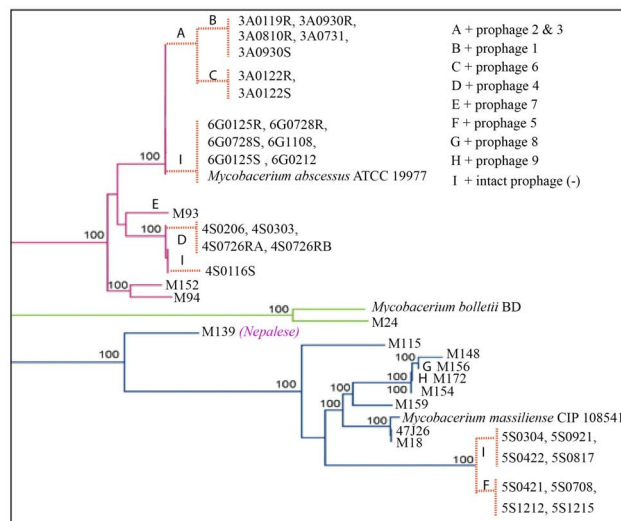 B
3A0119R, 3A0930R,
3A0810R, 3A0731,
3A0930S
A
C
3A0122R,
3A0122S
6G0125R, 6G0728R,
6G0728S, 6G1108,
6G0125S , 6G0212
I
Mycobacerium abscessus ATCC 19977
100
E
M93
100
D
4S0206, 4S0303,
4S0726RA, 4S0726RB
I
4S0116S
100
M152
M94
A + prophage 2 & 3
B + prophage 1
C + prophage 6
D + prophage 4
E + prophage 7
F + prophage 5
G + prophage 8
H + prophage 9
I + intact prophage (-)
100
Mycobacerium bolletii BD
M24
100
M139 (Nepalese)
100
M115
100
M148
G M156
100
H M172
100
M154
M159
100
Mycobacterium massiliense CIP 108541
47J26
M18
100
I
5S0304, 5S0921,
5S0422, 5S0817
F
5S0421, 5S0708,
5S1212, 5S1215